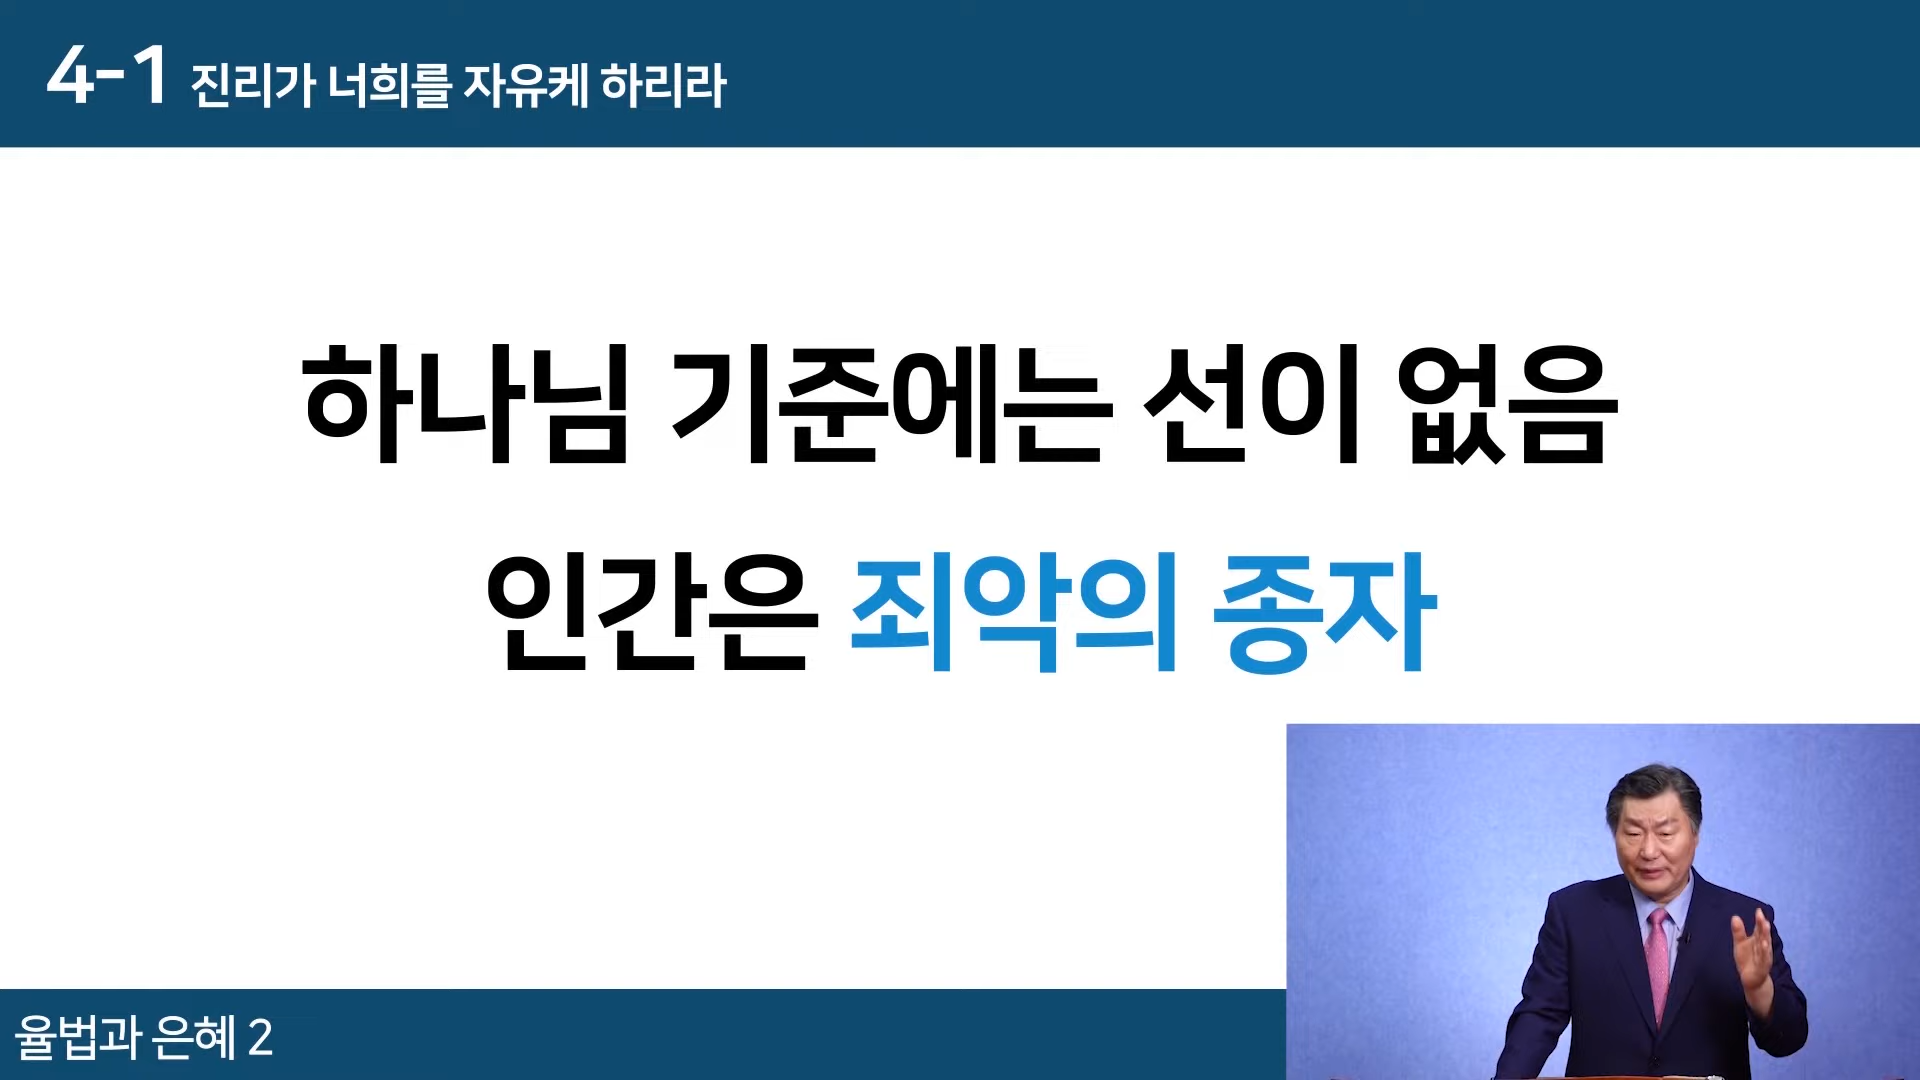 4-1 진리가 너희를 자유케 하리라
하나님 기준에는 선이 없음
인간은 죄악의 종자
율법과 은혜 2